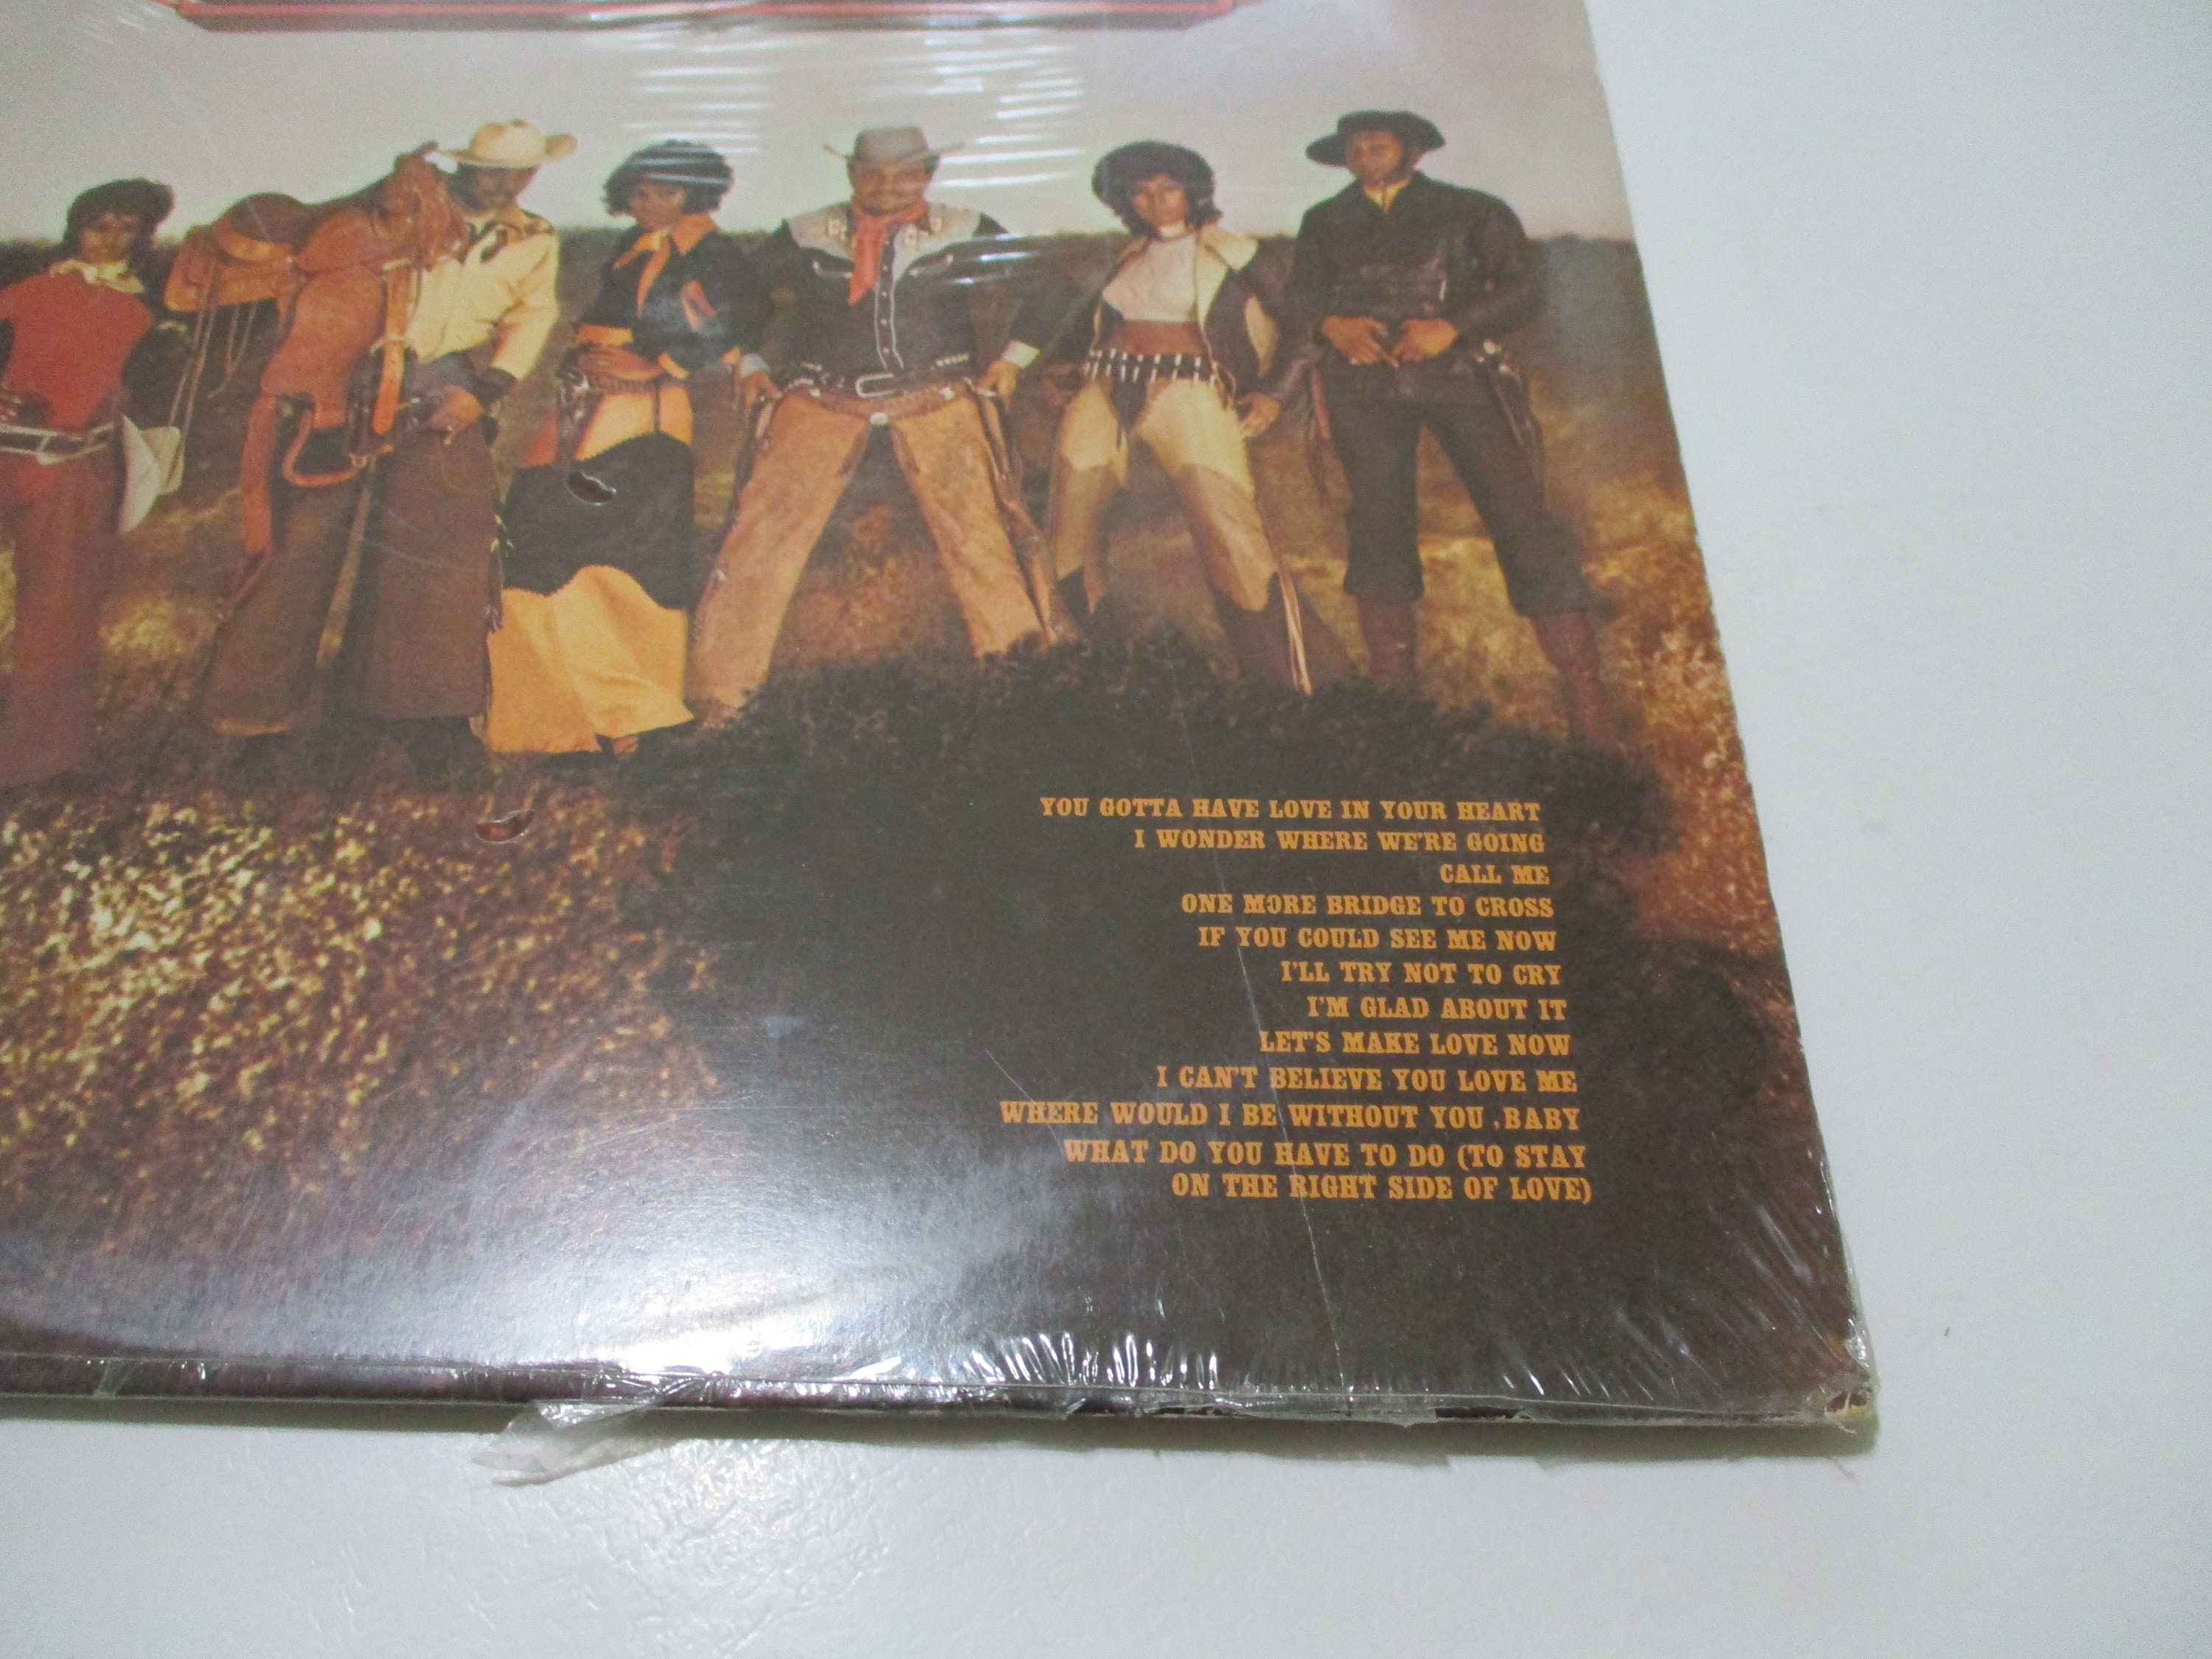 YOU GOTTA HAVE LOVE IN YOUR HEART
I WONDER WHERE WE'RE GOING
CALL ME
ONE MORE BRIDGE TO CROSS
IF YOU COULD SEE ME NOW
I'LL TRY NOT TO CRY
I'M GLAD ABOUT IT
LET'S MAKE LOVE NOW
I CAN'T BELIEVE YOU LOVE ME
WHERE WOULD I BE WITHOUT YOU, BABY
WHAT DO YOU HAVE TO DO (TO STAY
ON THE RIGHT SIDE OF LOVE)